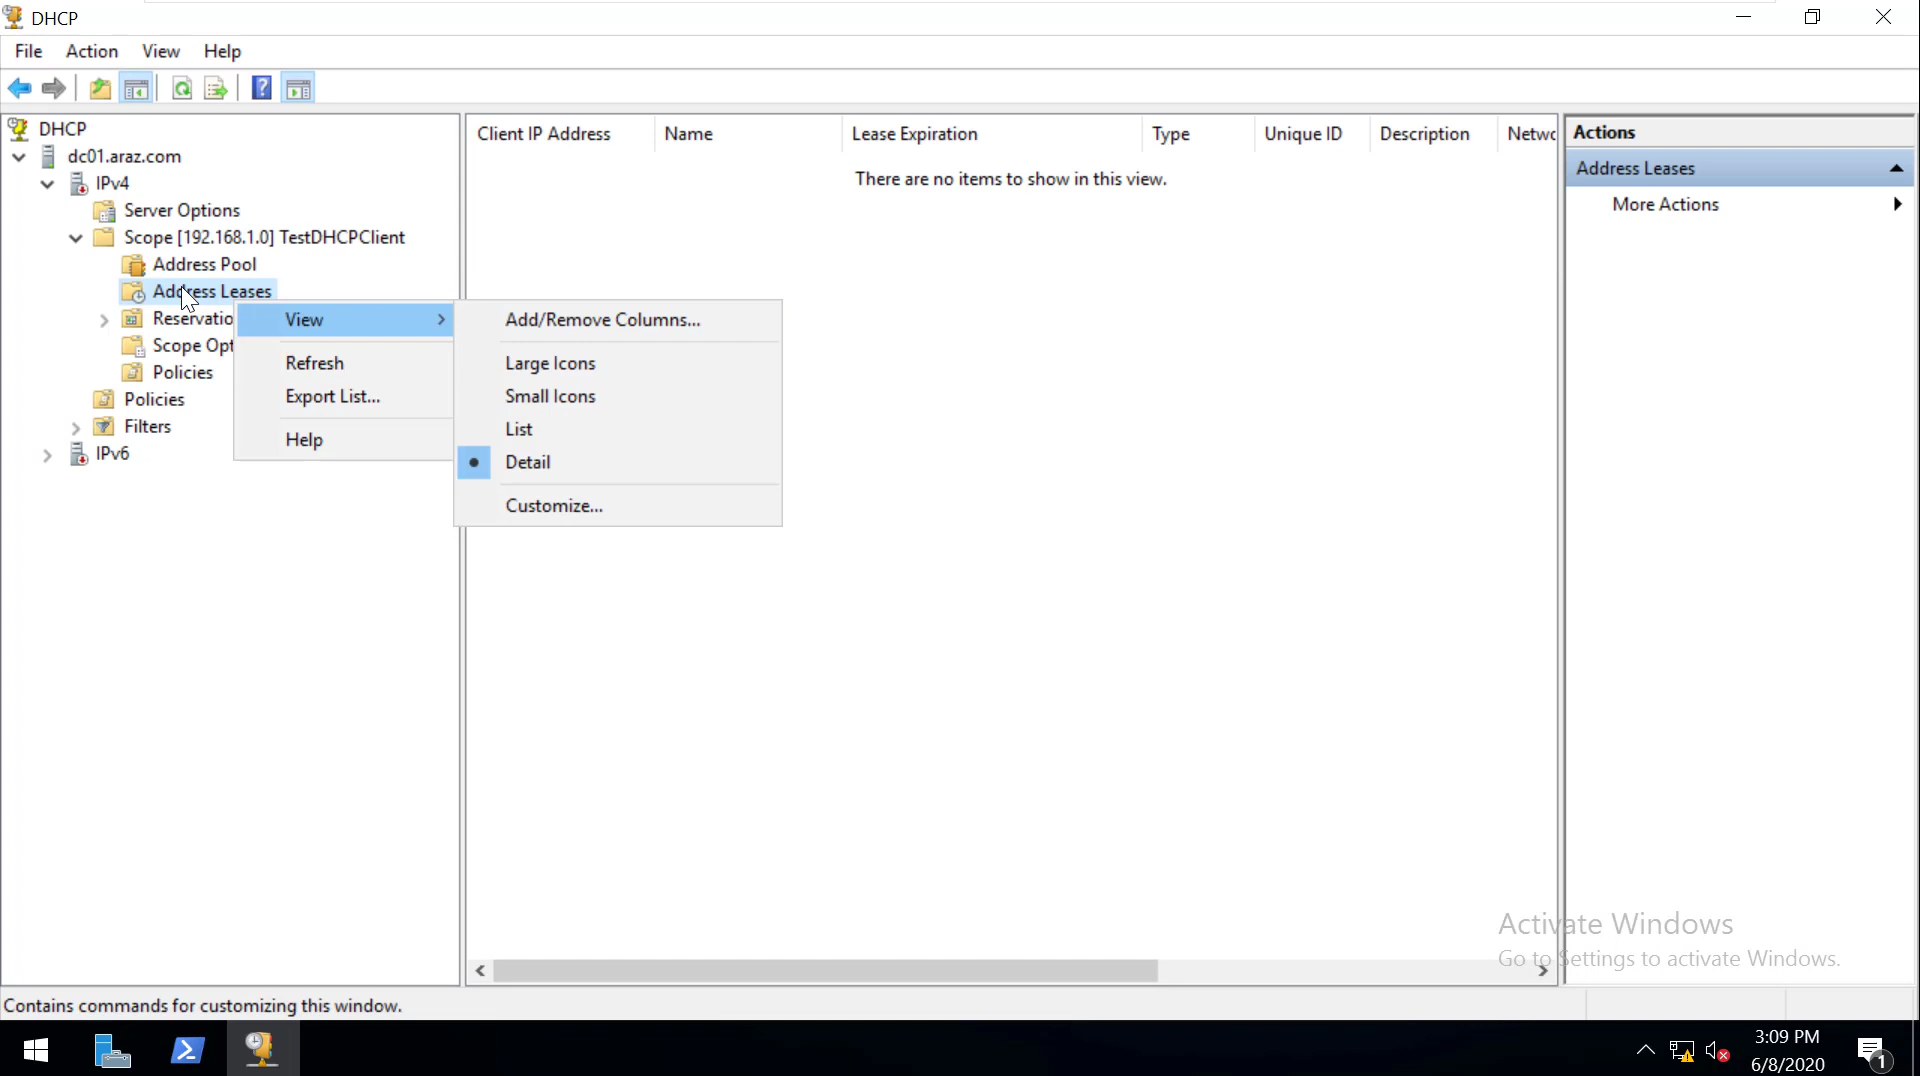 DHCP
File Action View Help
DHCP
dc01.araz.com
IPv4
Server Options
Scope [192.168.1.0] TestDHCPClient
Address Pool
Address Leases
Reservatio
Scope Opt
Policies
Policies
Filters
IPv6
View
Refresh
Export List...
Help
Add/Remove Columns...
Large Icons
Small Icons
List
Detail
Customize...
Client IP Address Name Lease Expiration Type Unique ID Description Netwo
There are no items to show in this view.
Actions
Address Leases
More Actions
Activate Windows
Go to Settings to activate Windows.
Contains commands for customizing this window.
3:09 PM
6/8/2020
1